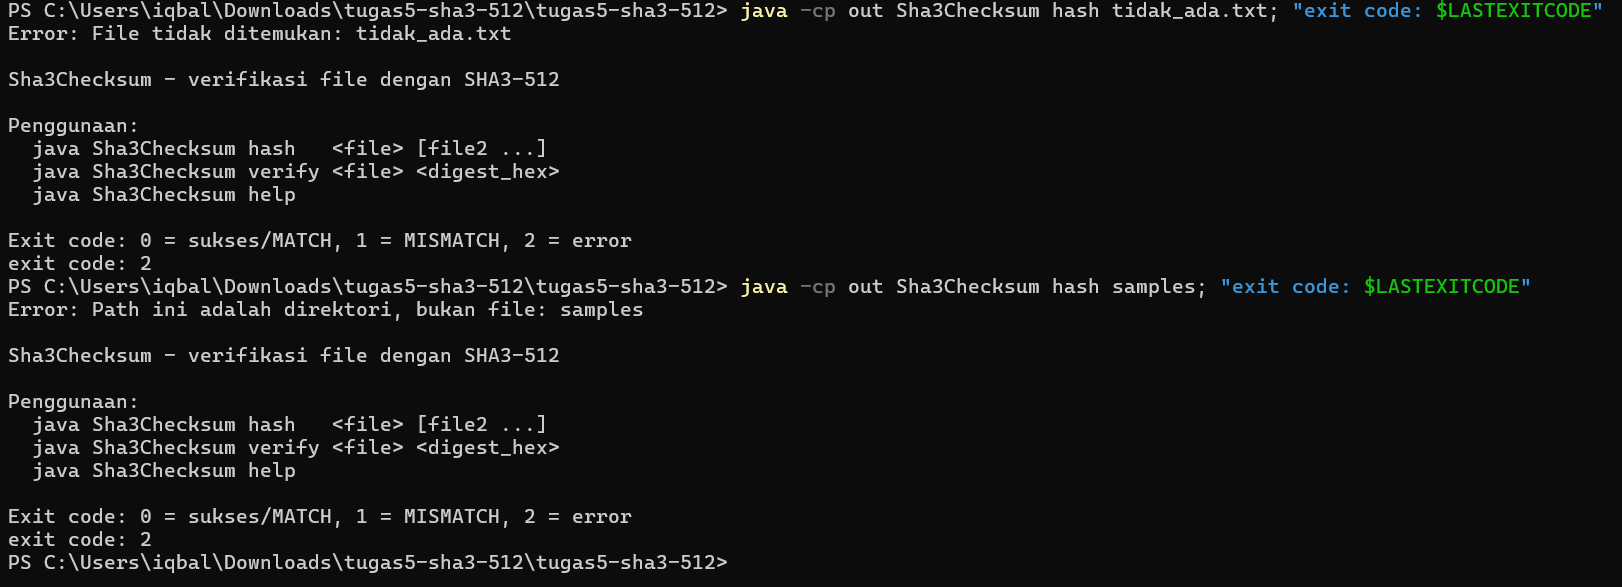 PS C:\Users\iqbal\Downloads\tugas5-sha3-512\tugas5-sha3-512> java -cp out Sha3Checksum hash tidak_ada.txt; "exit code: $LASTEXITCODE"
Error: File tidak ditemukan: tidak_ada.txt

Sha3Checksum - verifikasi file dengan SHA3-512

Penggunaan:
  java Sha3Checksum hash   <file> [file2 ...]
  java Sha3Checksum verify <file> <digest_hex>
  java Sha3Checksum help

Exit code: 0 = sukses/MATCH, 1 = MISMATCH, 2 = error
exit code: 2
PS C:\Users\iqbal\Downloads\tugas5-sha3-512\tugas5-sha3-512> java -cp out Sha3Checksum hash samples; "exit code: $LASTEXITCODE"
Error: Path ini adalah direktori, bukan file: samples

Sha3Checksum - verifikasi file dengan SHA3-512

Penggunaan:
  java Sha3Checksum hash   <file> [file2 ...]
  java Sha3Checksum verify <file> <digest_hex>
  java Sha3Checksum help

Exit code: 0 = sukses/MATCH, 1 = MISMATCH, 2 = error
exit code: 2
PS C:\Users\iqbal\Downloads\tugas5-sha3-512\tugas5-sha3-512>